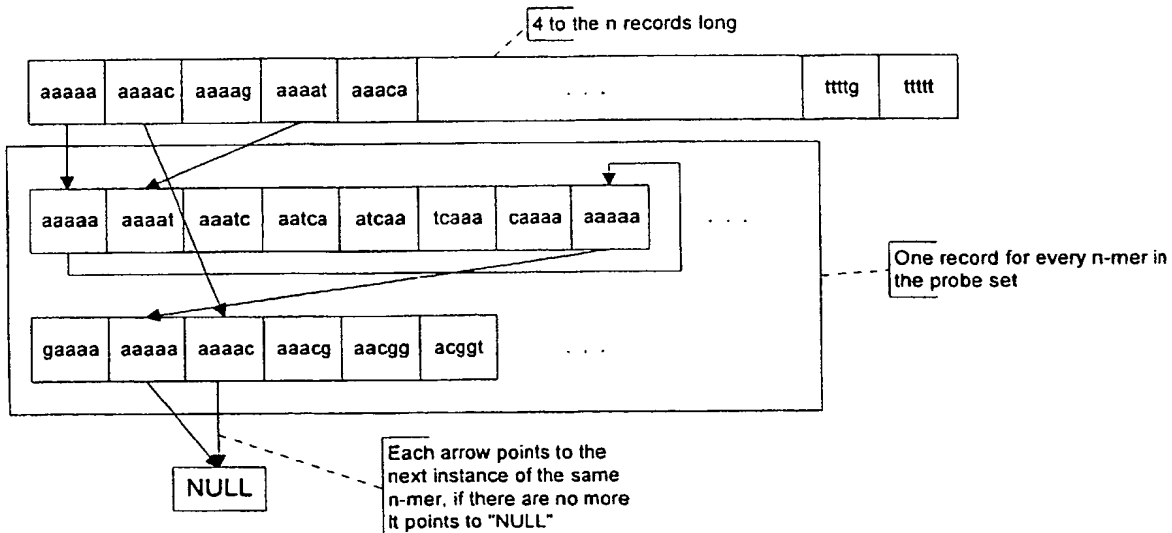 4 to the n records long
aaaaa aaaac aaaag aaaat aaaca . . . ttttg ttttt
aaaaa aaaat aaatc aatca atcaa tcaaa caaaa aaaaa . . .
One record for every n-mer in
the probe set
gaaaa aaaaa aaaac aaacg aacgg acggt . . .
Each arrow points to the
next instance of the same
n-mer, if there are no more
It points to "NULL"
NULL